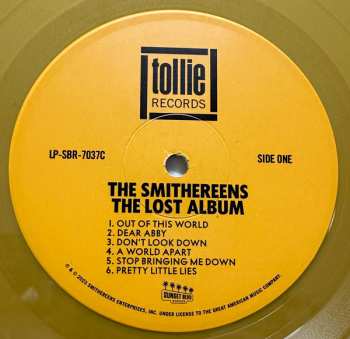 tollie
RECORDS
LP-SBR-7037C
SIDE ONE
THE SMITHEREENS
THE LOST ALBUM
1. OUT OF THIS WORLD
2. DEAR ABBY
3. DON'T LOOK DOWN
4. A WORLD APART
5. STOP BRINGING ME DOWN
6. PRETTY LITTLE LIES
SUNSET BLVD
RECORDS
℗ & © 2022 SMITHEREENS ENTERPRISES, INC. UNDER LICENSE TO THE GREAT AMERICAN MUSIC COMPANY.